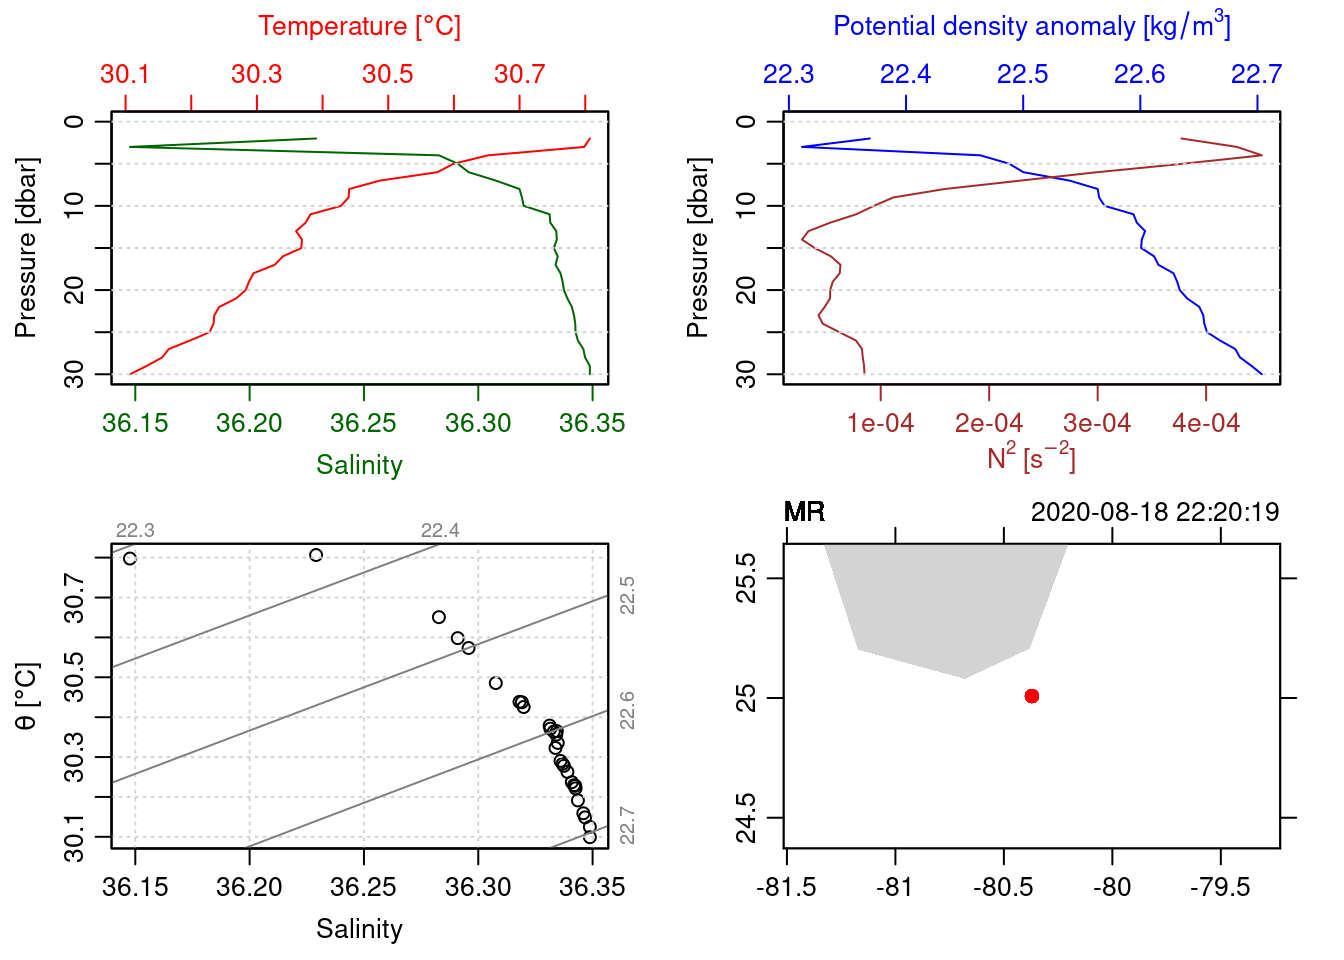 Temperature [°C]
30.1 30.3 30.5 30.7
Pressure [dbar]
0 10 20 30
36.15 36.20 36.25 36.30 36.35
Salinity
Potential density anomaly [kg/m³]
22.3 22.4 22.5 22.6 22.7
Pressure [dbar]
0 10 20 30
1e-04 2e-04 3e-04 4e-04
N² [s⁻²]
22.3 22.4
22.5
22.6
22.7
θ [°C]
30.1 30.3 30.5 30.7
36.15 36.20 36.25 36.30 36.35
Salinity
MR 2020-08-18 22:20:19
25.5
25
24.5
-81.5 -81 -80.5 -80 -79.5